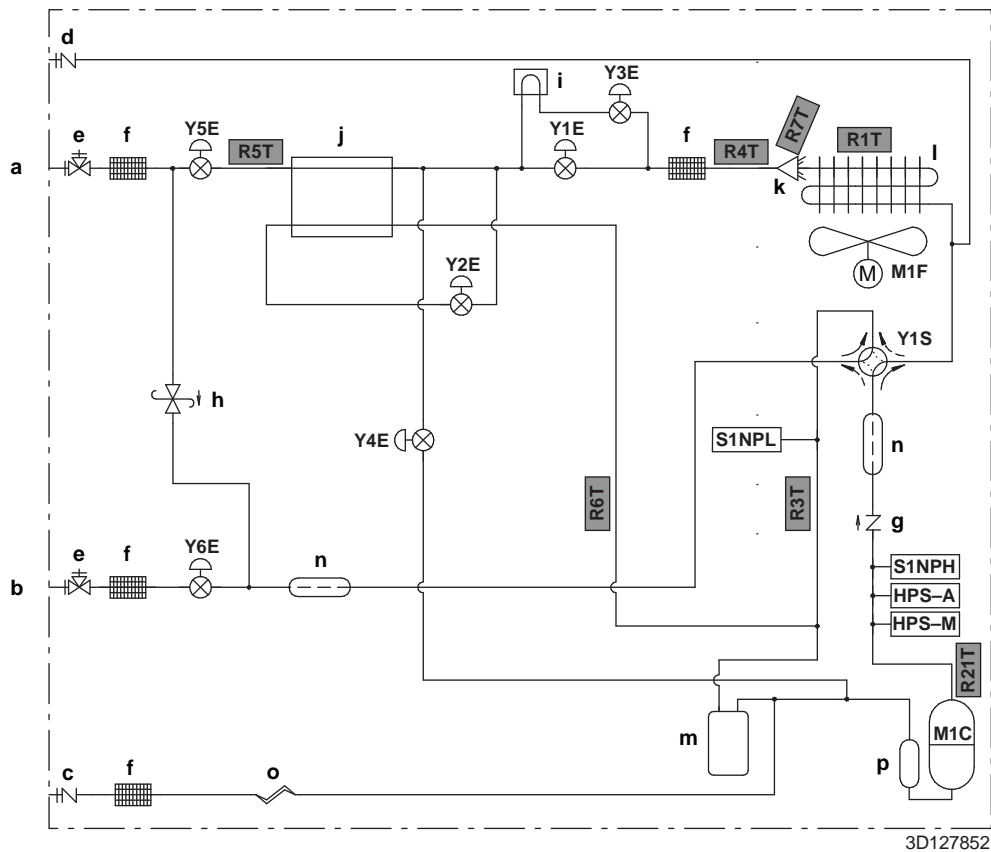 d
i
Y3E
e
f
Y5E
R5T
j
Y1E
f
R4T
R7T
R1T
l
a
k
Y2E
M
M1F
Y1S
h
Y4E
S1NPL
n
R6T
R3T
g
e
f
Y6E
n
b
S1NPH
HPS–A
HPS–M
R21T
m
M1C
p
c
f
o
3D127852